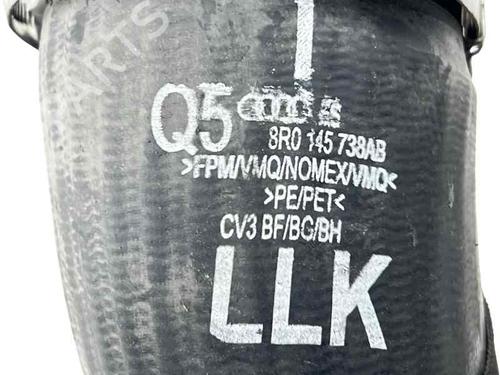 Q5
8R0 145 738AB
>FPM/VMQ/NOMEX/VMQ<
>PE/PET<
CV3 BF/BG/BH
LLK